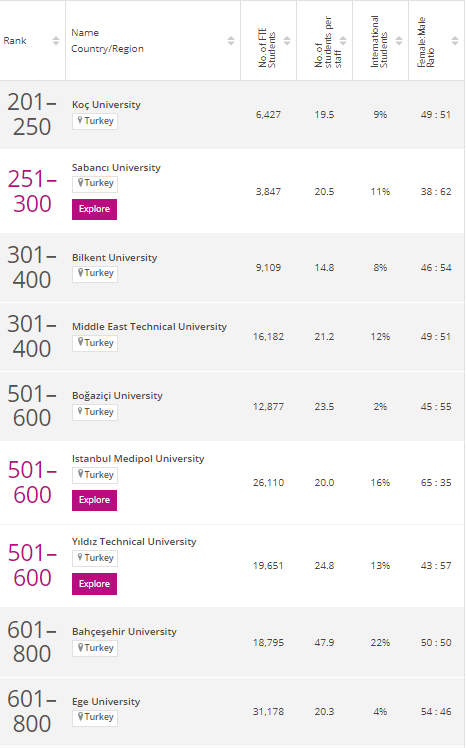 Rank
Name
Country/Region
No. of FTE
Students
No. of
students per
staff
International
Students
Female:Male
Ratio
201–
250
Koç University
Turkey
6,427
19.5
9%
49 : 51
251–
300
Sabancı University
Turkey
Explore
3,847
20.5
11%
38 : 62
301–
400
Bilkent University
Turkey
9,109
14.8
8%
46 : 54
301–
400
Middle East Technical University
Turkey
16,182
21.2
12%
49 : 51
501–
600
Boğaziçi University
Turkey
12,877
23.5
2%
45 : 55
501–
600
Istanbul Medipol University
Turkey
Explore
26,110
20.0
16%
65 : 35
501–
600
Yıldız Technical University
Turkey
Explore
19,651
24.8
13%
43 : 57
601–
800
Bahçeşehir University
Turkey
18,795
47.9
22%
50 : 50
601–
800
Ege University
Turkey
31,178
20.3
4%
54 : 46